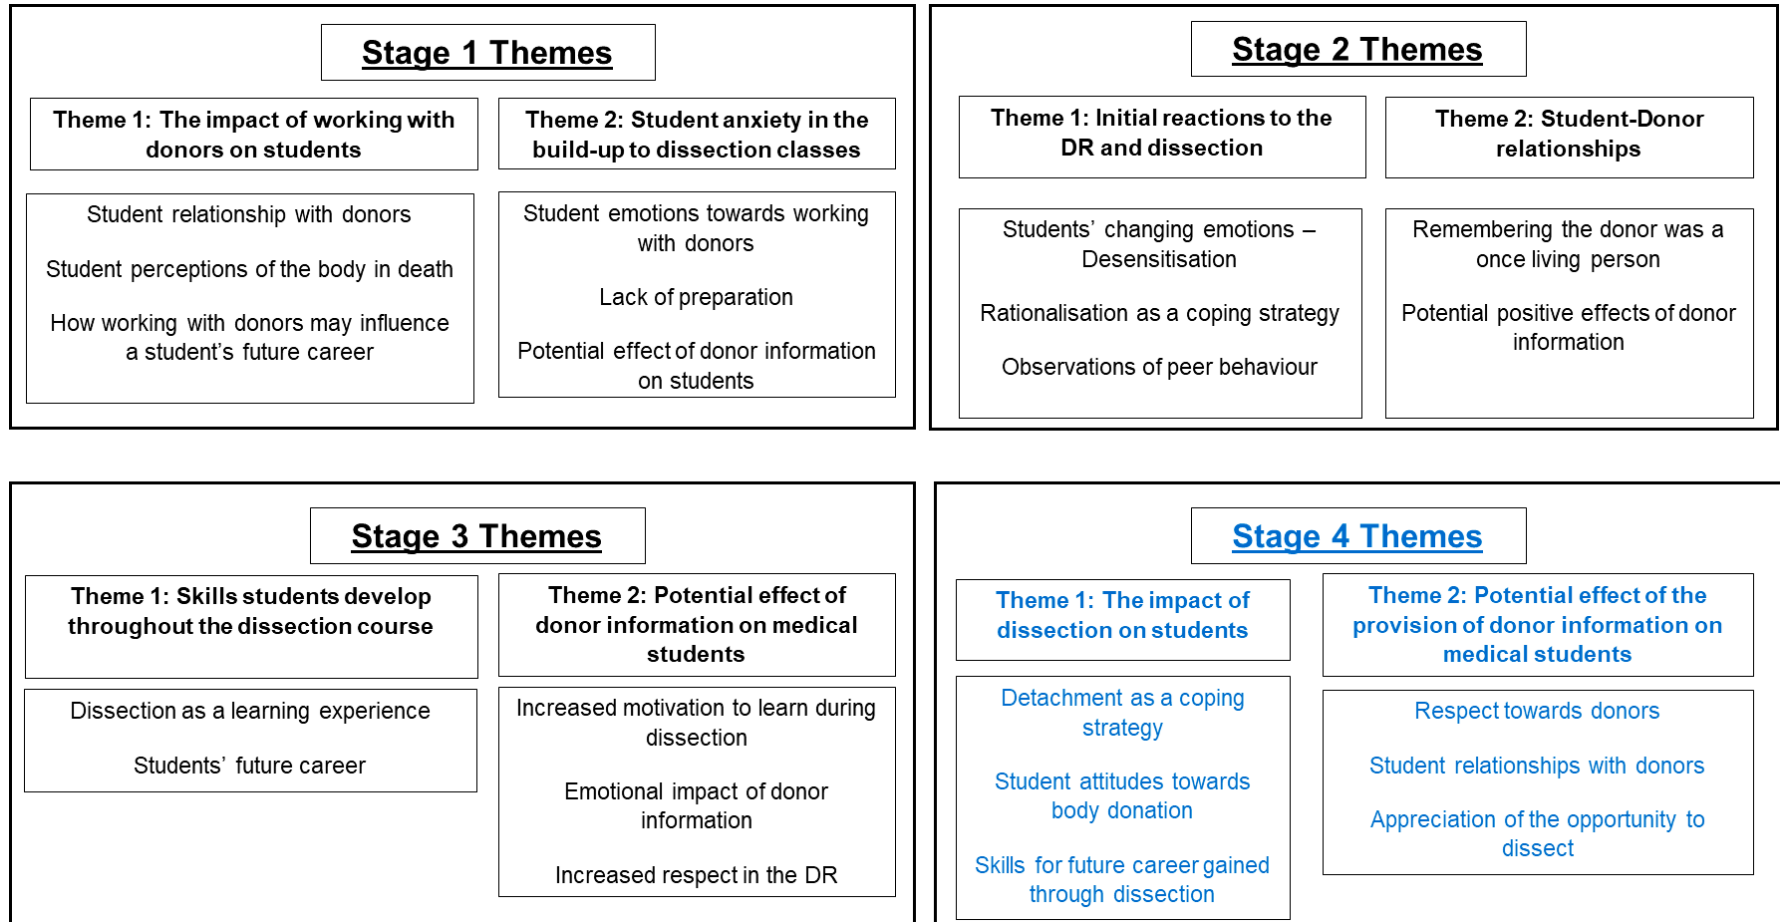 Stage 1 Themes
Theme 1: The impact of working with
donors on students
Student relationship with donors
Student perceptions of the body in death
How working with donors may influence
a student’s future career
Theme 2: Student anxiety in the
build-up to dissection classes
Student emotions towards working
with donors
Lack of preparation
Potential effect of donor information
on students
Stage 2 Themes
Theme 1: Initial reactions to the
DR and dissection
Students’ changing emotions –
Desensitisation
Rationalisation as a coping strategy
Observations of peer behaviour
Theme 2: Student-Donor
relationships
Remembering the donor was a
once living person
Potential positive effects of donor
information
Stage 3 Themes
Theme 1: Skills students develop
throughout the dissection course
Dissection as a learning experience
Students’ future career
Theme 2: Potential effect of
donor information on medical
students
Increased motivation to learn during
dissection
Emotional impact of donor
information
Increased respect in the DR
Stage 4 Themes
Theme 1: The impact of
dissection on students
Detachment as a coping
strategy
Student attitudes towards
body donation
Skills for future career gained
through dissection
Theme 2: Potential effect of the
provision of donor information on
medical students
Respect towards donors
Student relationships with donors
Appreciation of the opportunity to
dissect